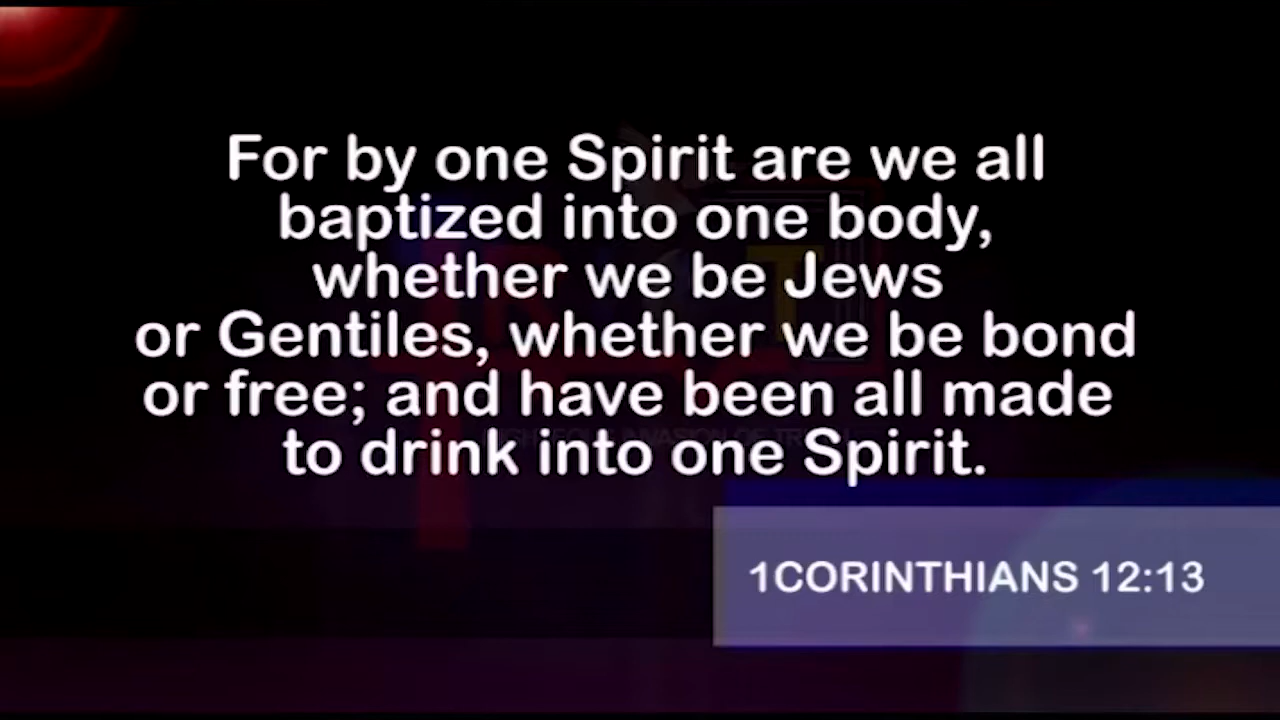 For by one Spirit are we all
baptized into one body,
whether we be Jews
or Gentiles, whether we be bond
or free; and have been all made
to drink into one Spirit.
1CORINTHIANS 12:13